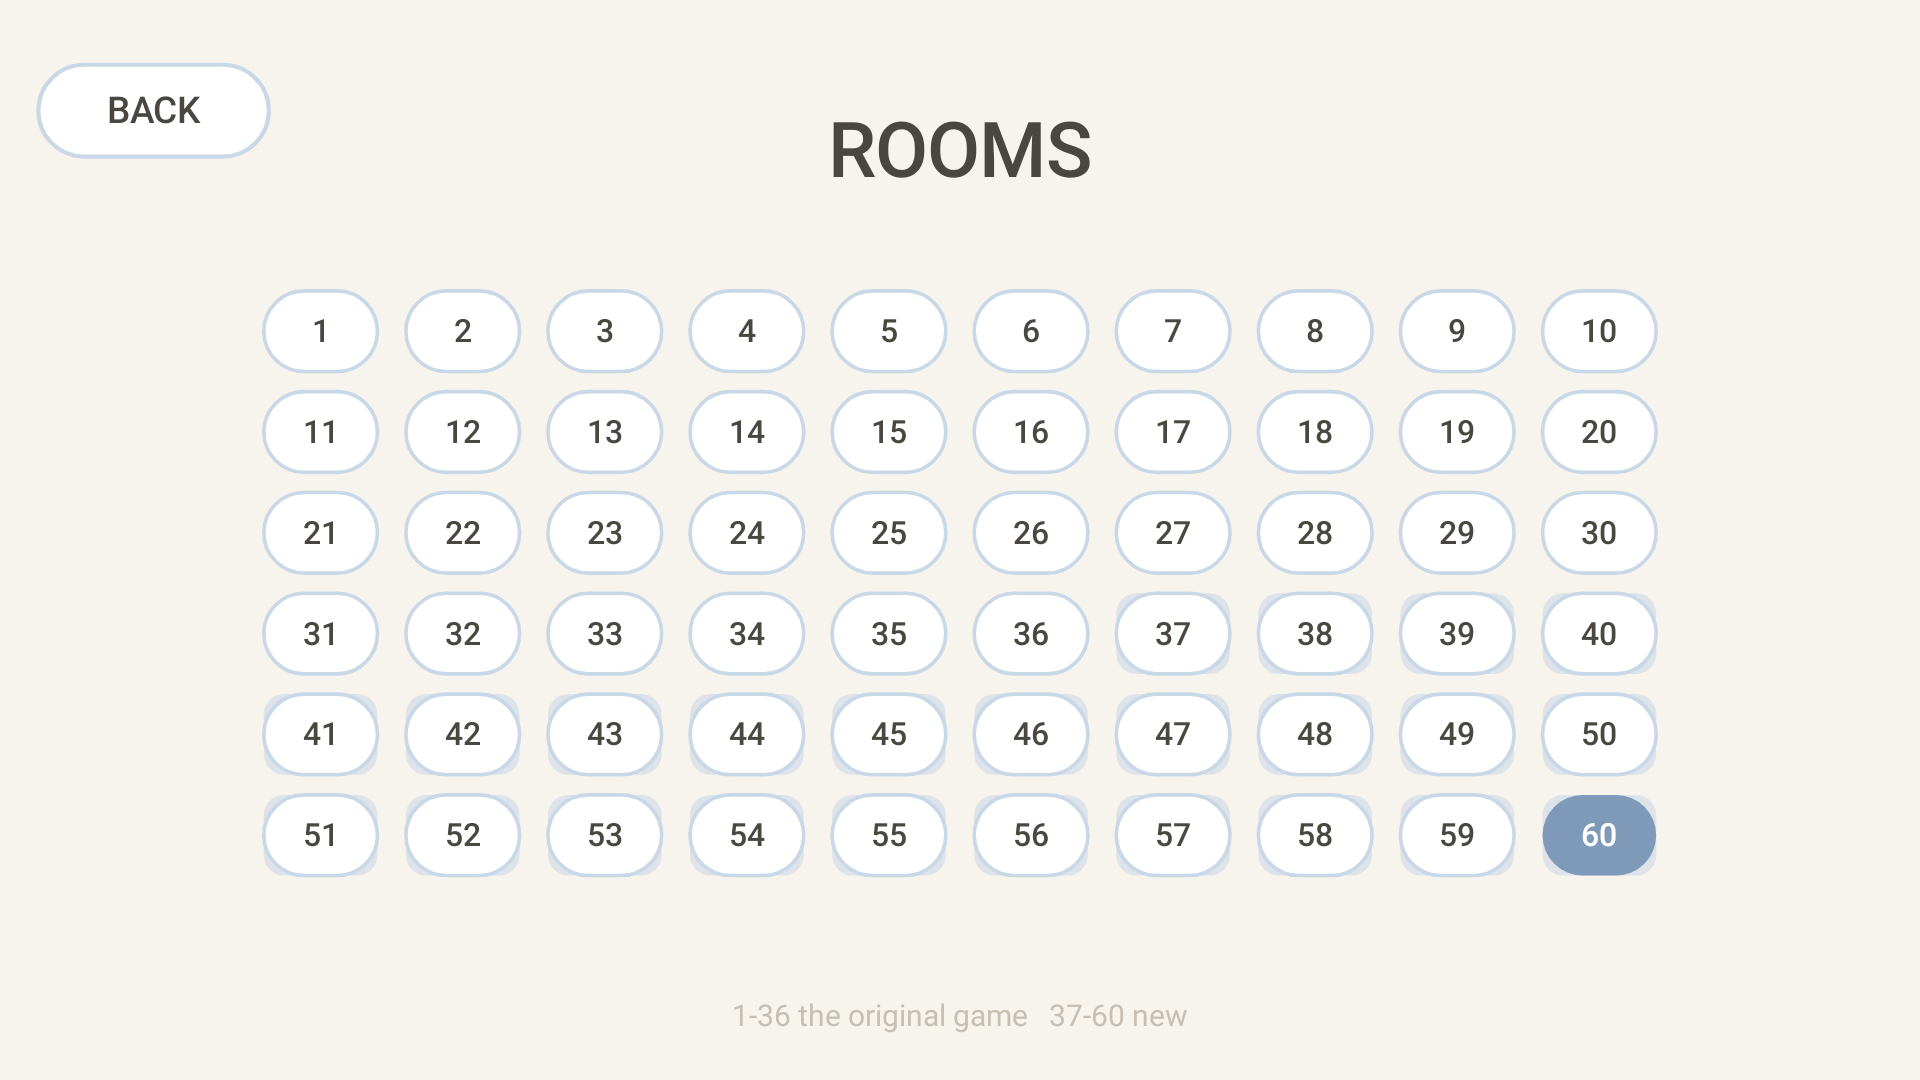 BACK
ROOMS
1 2 3 4 5 6 7 8 9 10
11 12 13 14 15 16 17 18 19 20
21 22 23 24 25 26 27 28 29 30
31 32 33 34 35 36 37 38 39 40
41 42 43 44 45 46 47 48 49 50
51 52 53 54 55 56 57 58 59 60
1-36 the original game 37-60 new